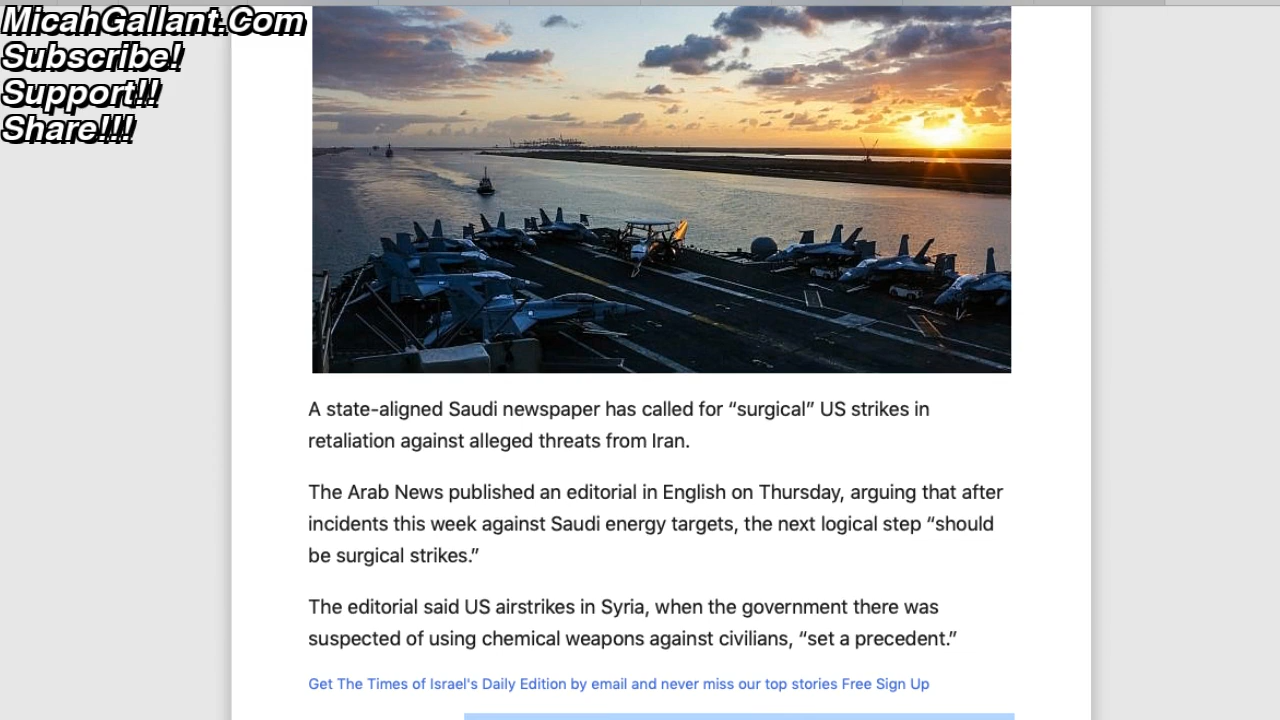 MicahGallant.Com
Subscribe!
Support!!
Share!!!
A state-aligned Saudi newspaper has called for “surgical” US strikes in
retaliation against alleged threats from Iran.
The Arab News published an editorial in English on Thursday, arguing that after
incidents this week against Saudi energy targets, the next logical step “should
be surgical strikes.”
The editorial said US airstrikes in Syria, when the government there was
suspected of using chemical weapons against civilians, “set a precedent.”
Get The Times of Israel's Daily Edition by email and never miss our top stories Free Sign Up